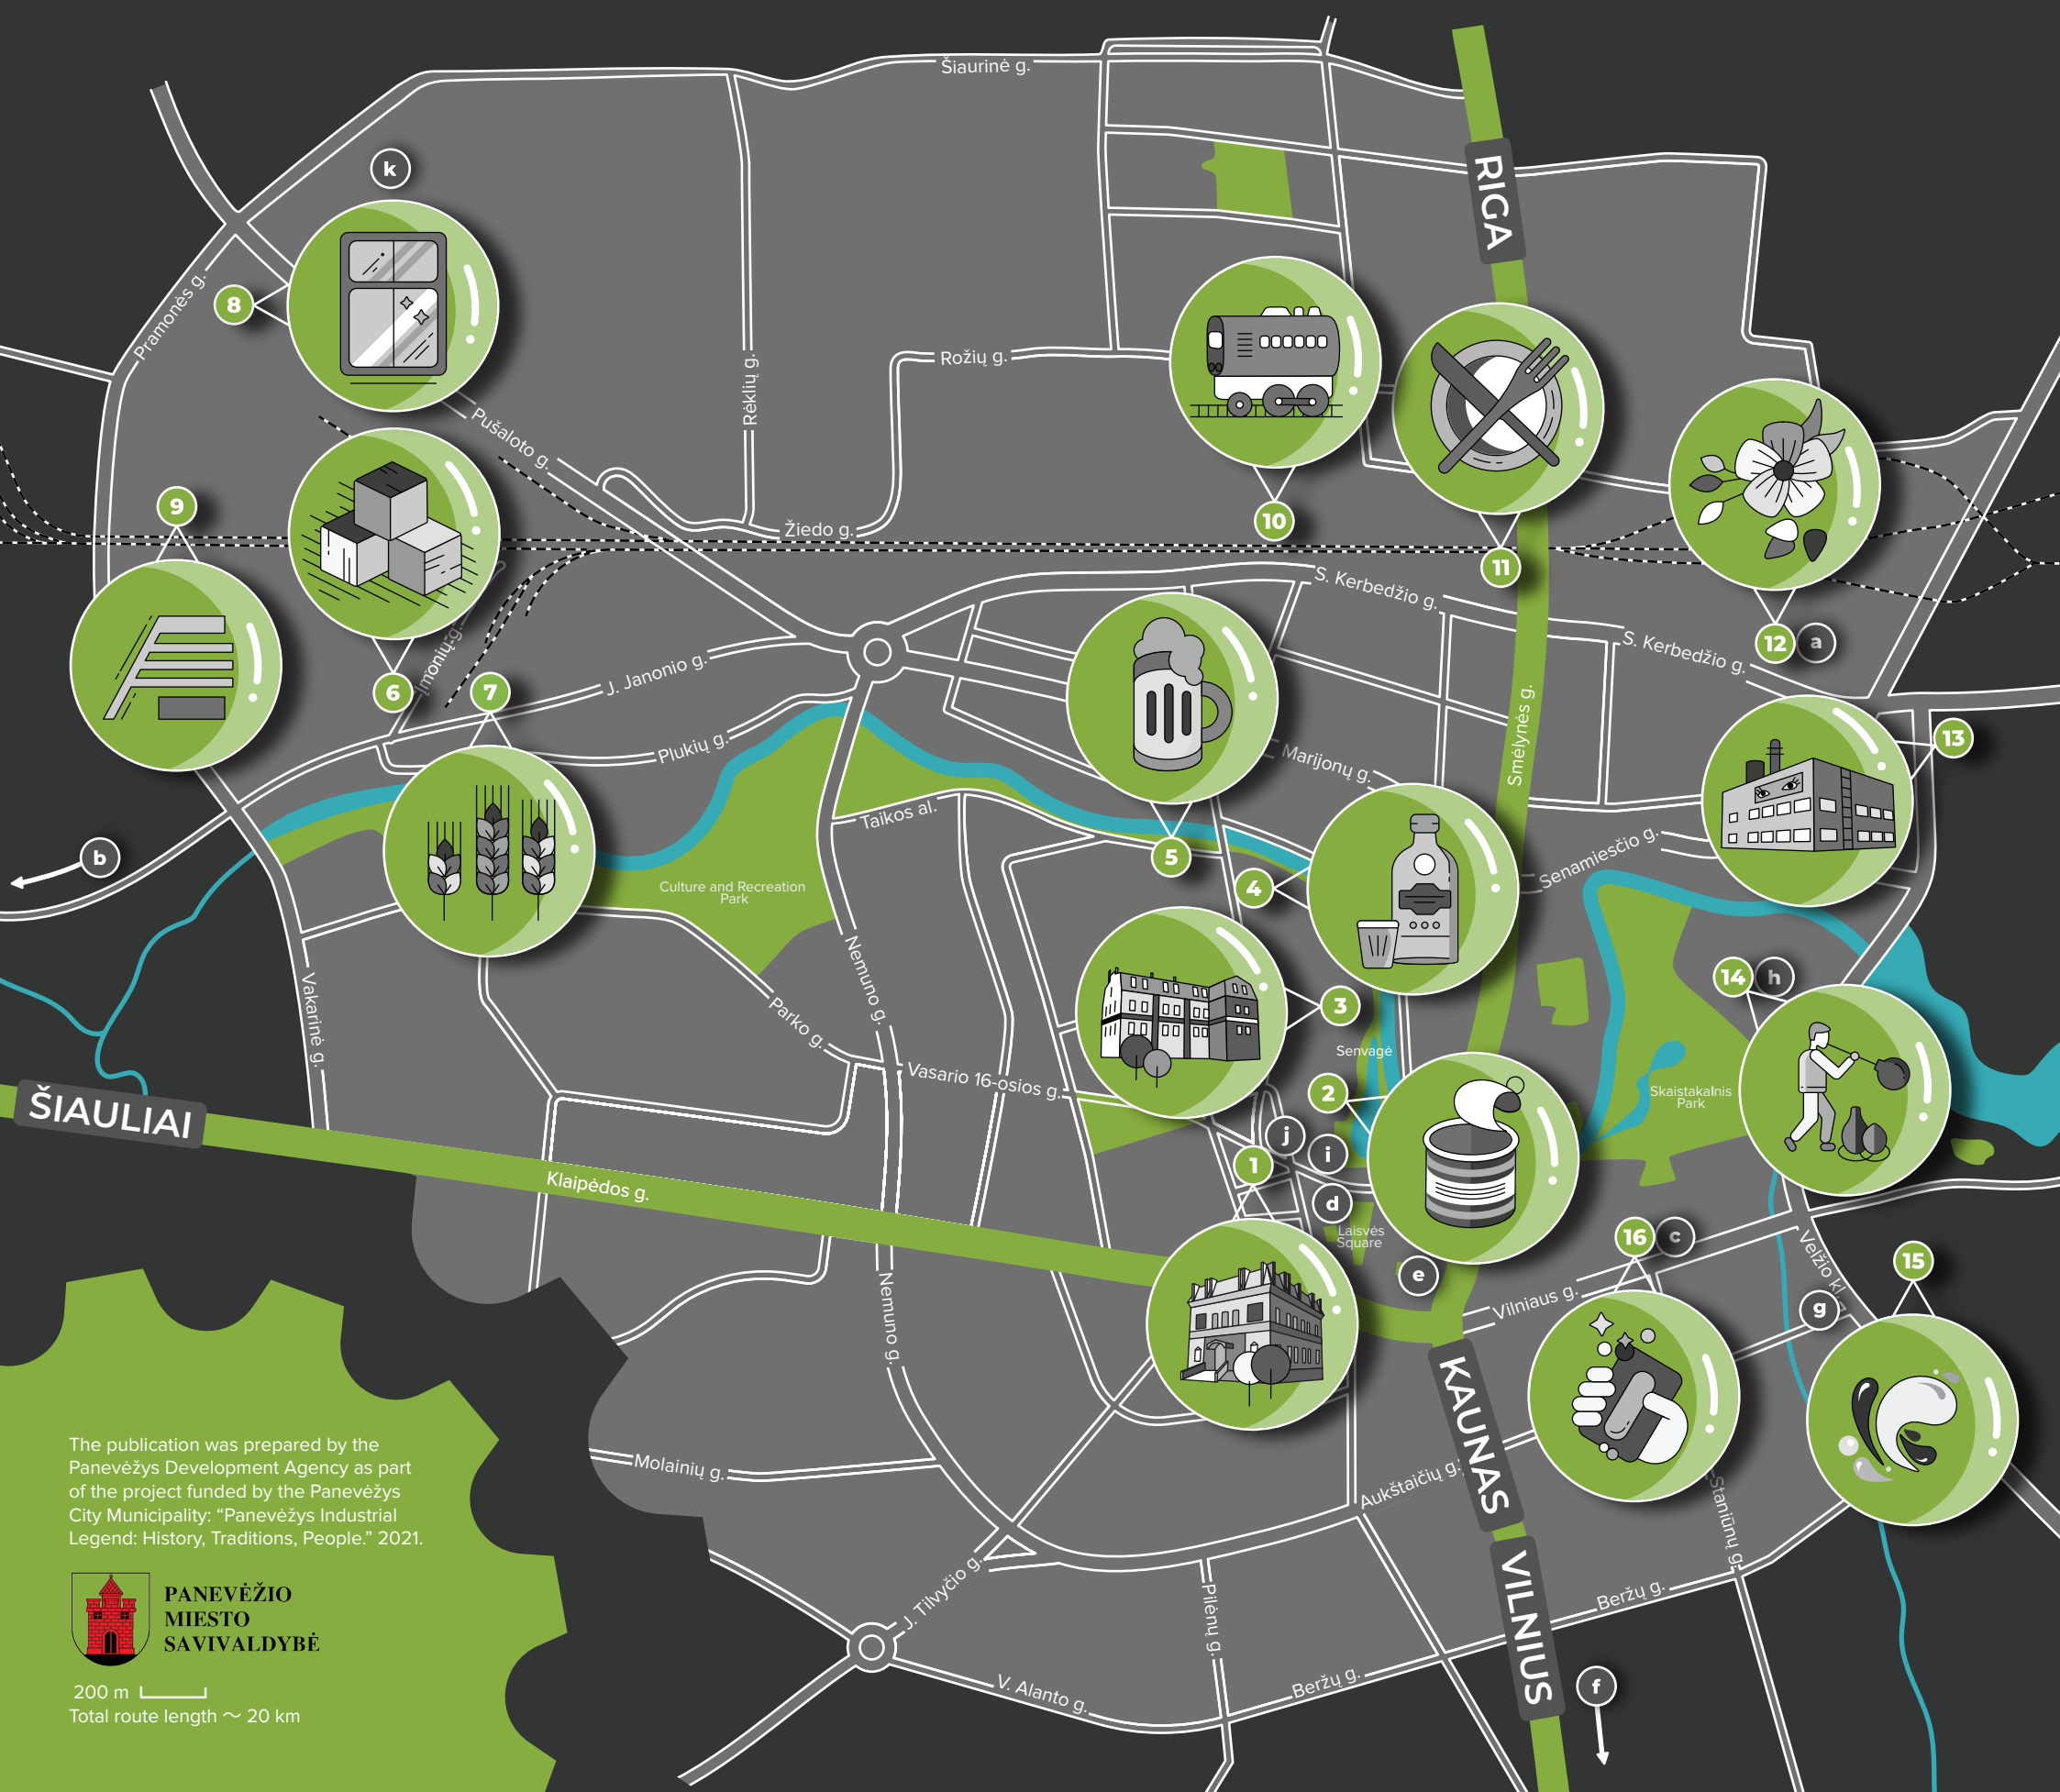 Šiaurinė g.
k
RIGA
Pramonės g.
8
Rėklių g.
Rožių g.
Pušaloto g.
9
Žiedo g.
10
11
S. Kerbedžio g.
S. Kerbedžio g.
12
a
6
Įmonių g.
7
J. Janonio g.
Plukių g.
Smėlynės g.
13
Marijonų g.
Taikos al.
b
5
4
Senamiesčio g.
Culture and Recreation
Park
Vakarinė g.
Nemuno g.
Parko g.
3
14
h
Senvagė
Vasario 16-osios g.
2
Skaistakalnis
Park
ŠIAULIAI
j
i
1
Klaipėdos g.
d
Laisvės
Square
16
c
15
e
Velžio kl.
g
Vilniaus g.
Nemuno g.
KAUNAS
Molainių g.
Aukštaičių g.
Staniūnų g.
The publication was prepared by the
Panevėžys Development Agency as part
of the project funded by the Panevėžys
City Municipality: “Panevėžys Industrial
Legend: History, Traditions, People.” 2021.
J. Tilvyčio g.
Pilėnų g.
VILNIUS
Beržų g.
PANEVĖŽIO
MIESTO
SAVIVALDYBĖ
V. Alanto g.
Beržų g.
f
200 m
Total route length ~ 20 km